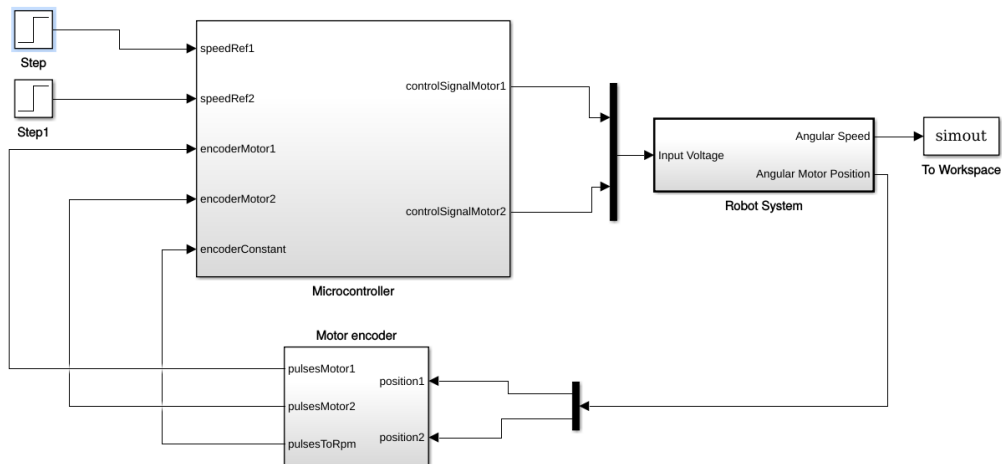 Step
Step1
speedRef1
speedRef2
encoderMotor1
encoderMotor2
encoderConstant
controlSignalMotor1
controlSignalMotor2
Microcontroller
Input Voltage
Angular Speed
Angular Motor Position
Robot System
simout
To Workspace
Motor encoder
pulsesMotor1
pulsesMotor2
pulsesToRpm
position1
position2